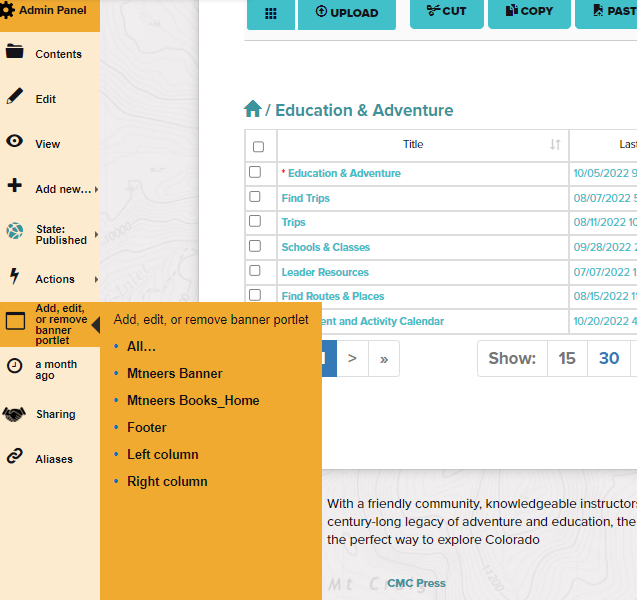 Admin Panel
Contents
Edit
View
Add new...
State:
Published
Actions
Add, edit,
or remove
banner
portlet
a month
ago
Sharing
Aliases
Add, edit, or remove banner portlet
All...
Mtneers Banner
Mtneers Books_Home
Footer
Left column
Right column
UPLOAD
CUT
COPY
PAST
/ Education & Adventure
Title
Last
* Education & Adventure 10/05/2022 9
Find Trips 08/07/2022 5
Trips 08/11/2022 10
Schools & Classes 09/28/2022 2
Leader Resources 07/07/2022 1
Find Routes & Places 08/15/2022 1
ent and Activity Calendar 10/20/2022 4
1 > »
Show: 15 30
With a friendly community, knowledgeable instructors
century-long legacy of adventure and education, the
the perfect way to explore Colorado
CMC Press